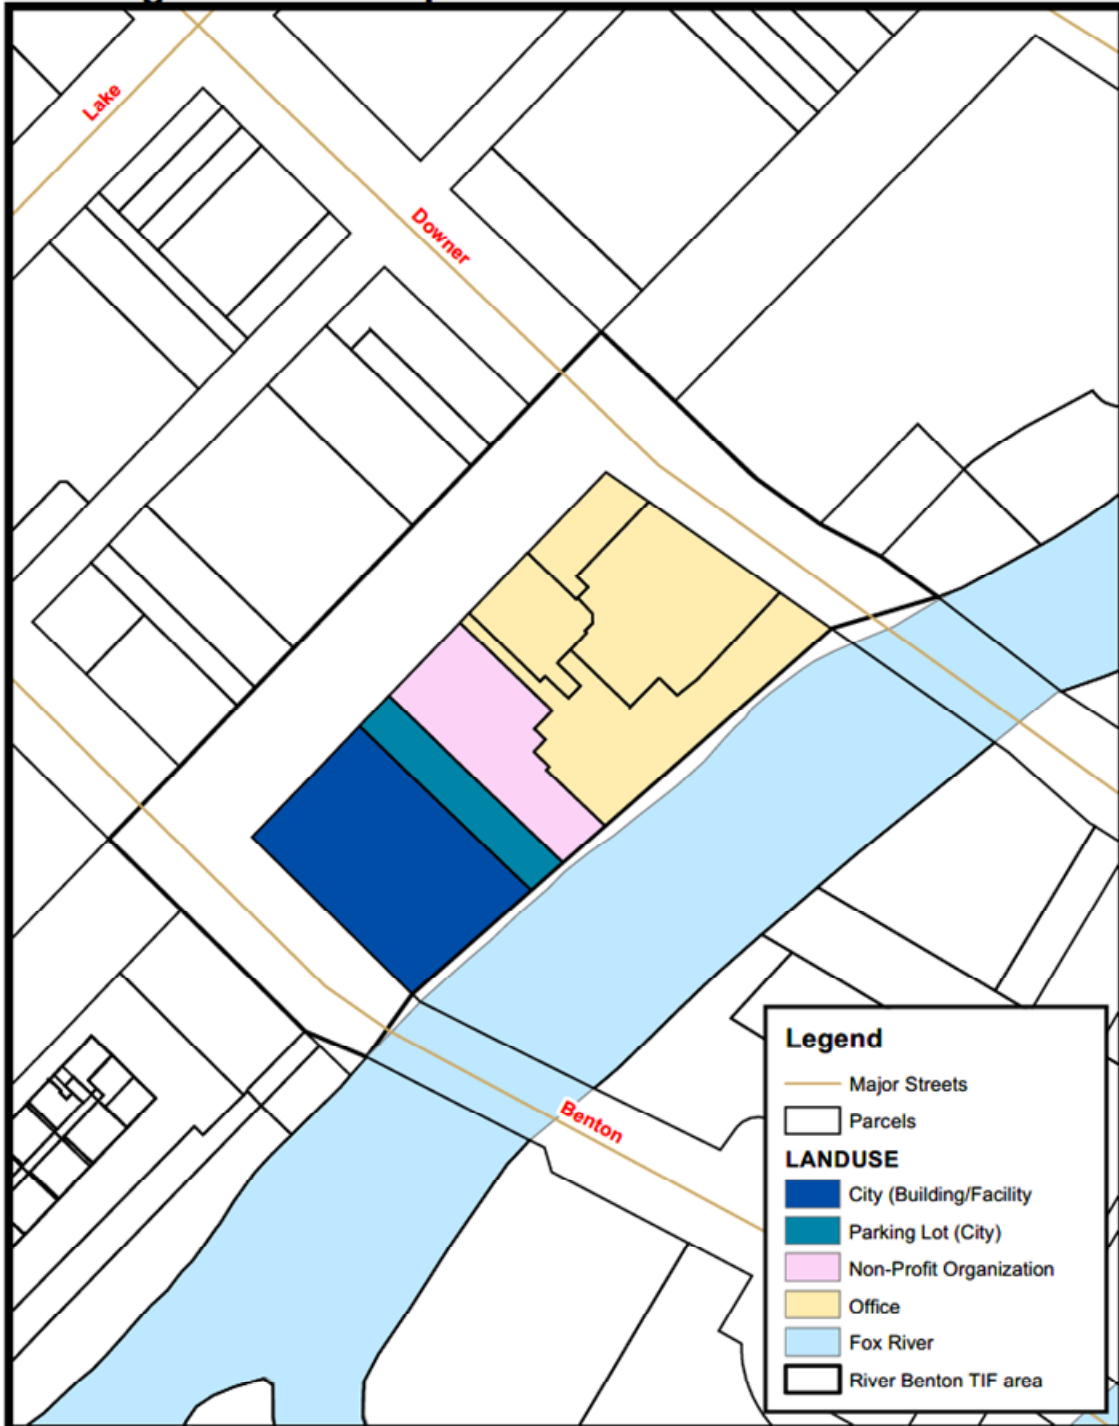 Lake
Downer
Benton
Legend
Major Streets
Parcels
LANDUSE
City (Building/Facility
Parking Lot (City)
Non-Profit Organization
Office
Fox River
River Benton TIF area